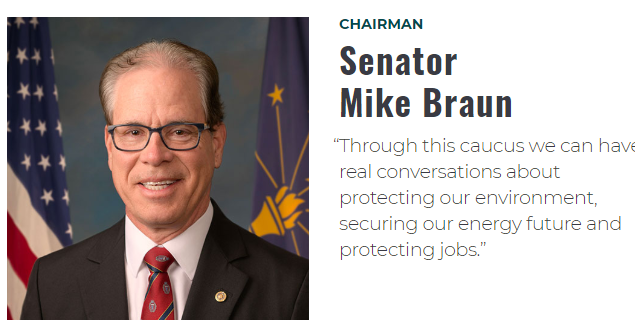 CHAIRMAN
Senator
Mike Braun
“Through this caucus we can have
real conversations about
protecting our environment,
securing our energy future and
protecting jobs.”